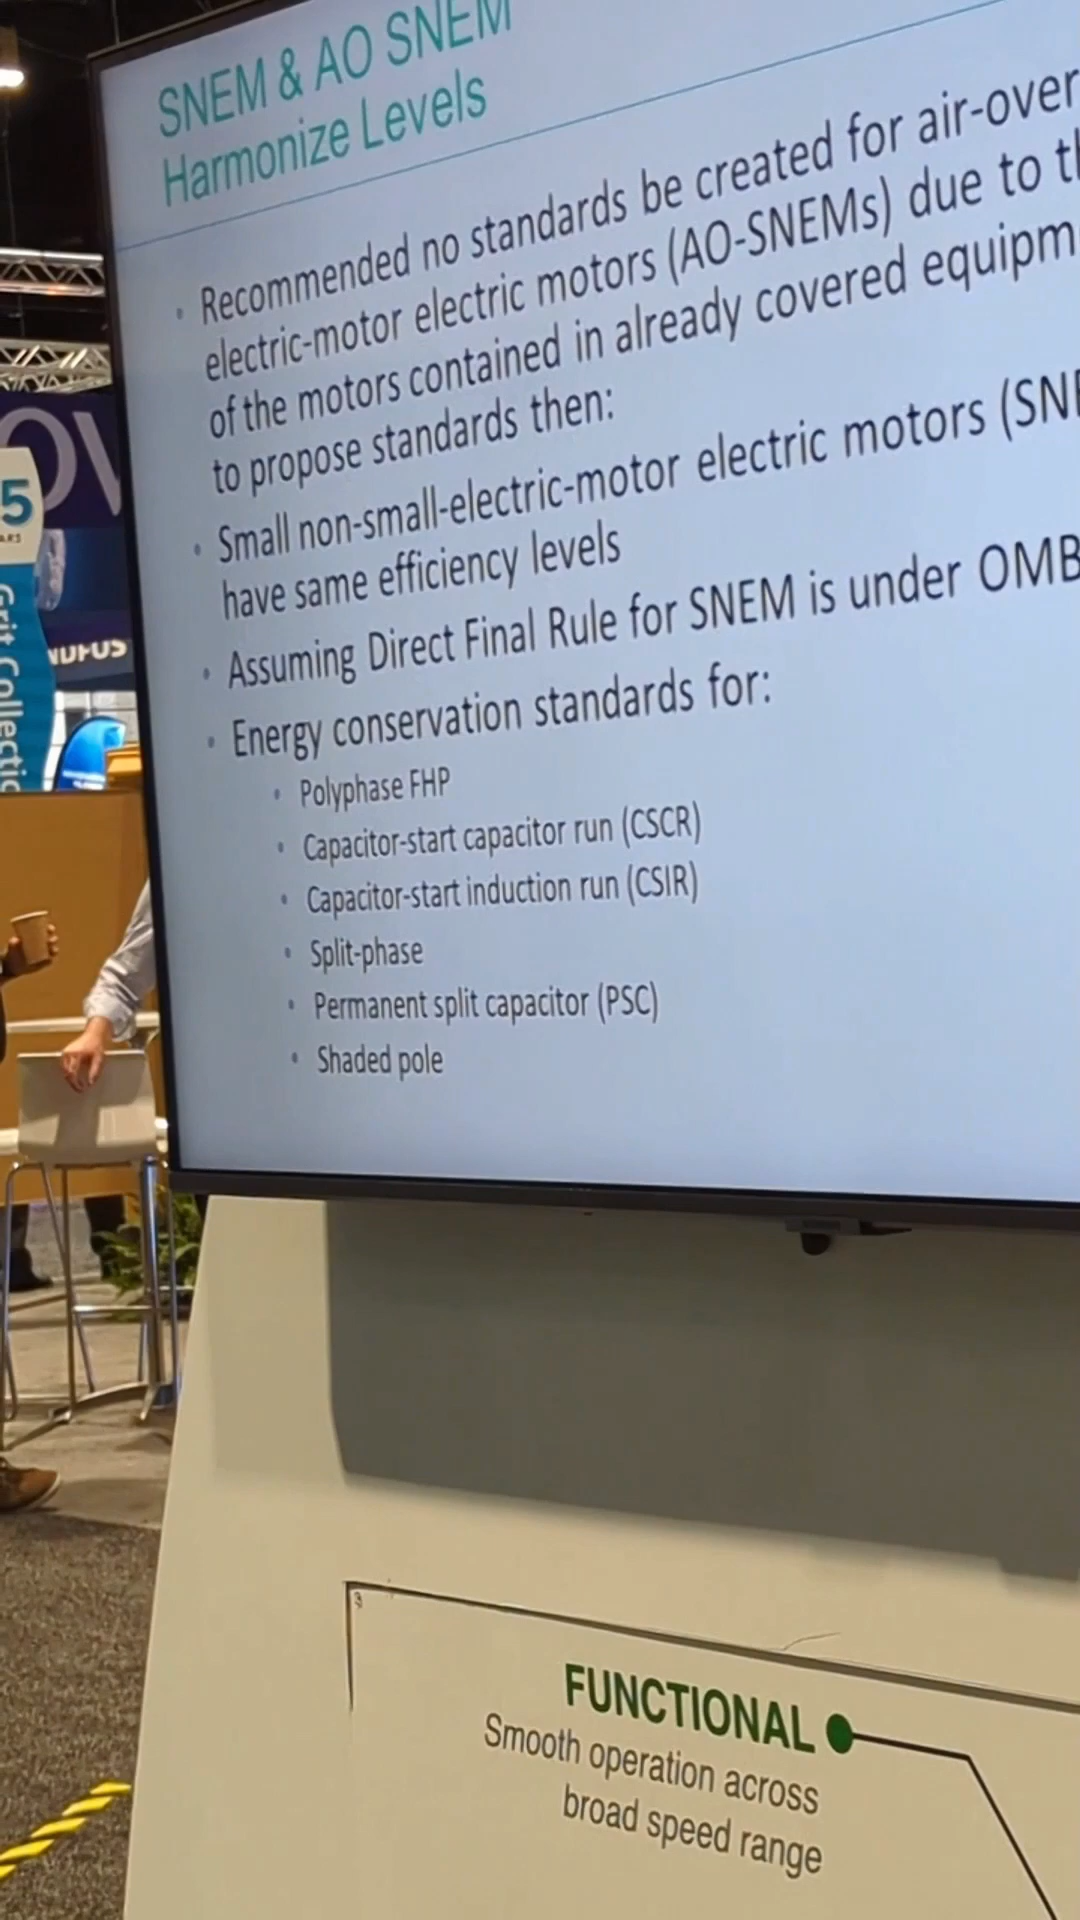 SNEM & AO SNEM
Harmonize Levels
Recommended no standards be created for air-over
electric-motor electric motors (AO-SNEMs) due to
of the motors contained in already covered
to propose standards then:
Small non-small-electric-motor electric motors
have same efficiency levels
Assuming Direct Final Rule for SNEM is under OMB
Energy conservation standards for:
Polyphase FHP
Capacitor-start capacitor run (CSCR)
Capacitor-start induction run (CSIR)
Split-phase
Permanent split capacitor (PSC)
Shaded pole
FUNCTIONAL
Smooth operation across
broad speed range
5
Grit